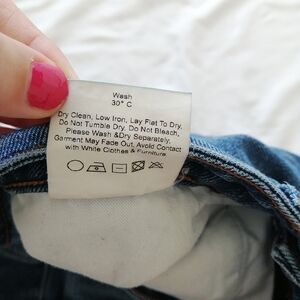 Wash
30° C
Dry Clean, Low Iron, Lay Flat To Dry,
Do Not Tumble Dry, Do Not Bleach,
Please Wash &Dry Separately,
Garment May Fade Out, Avoid Contact
with White Clothes & Furniture